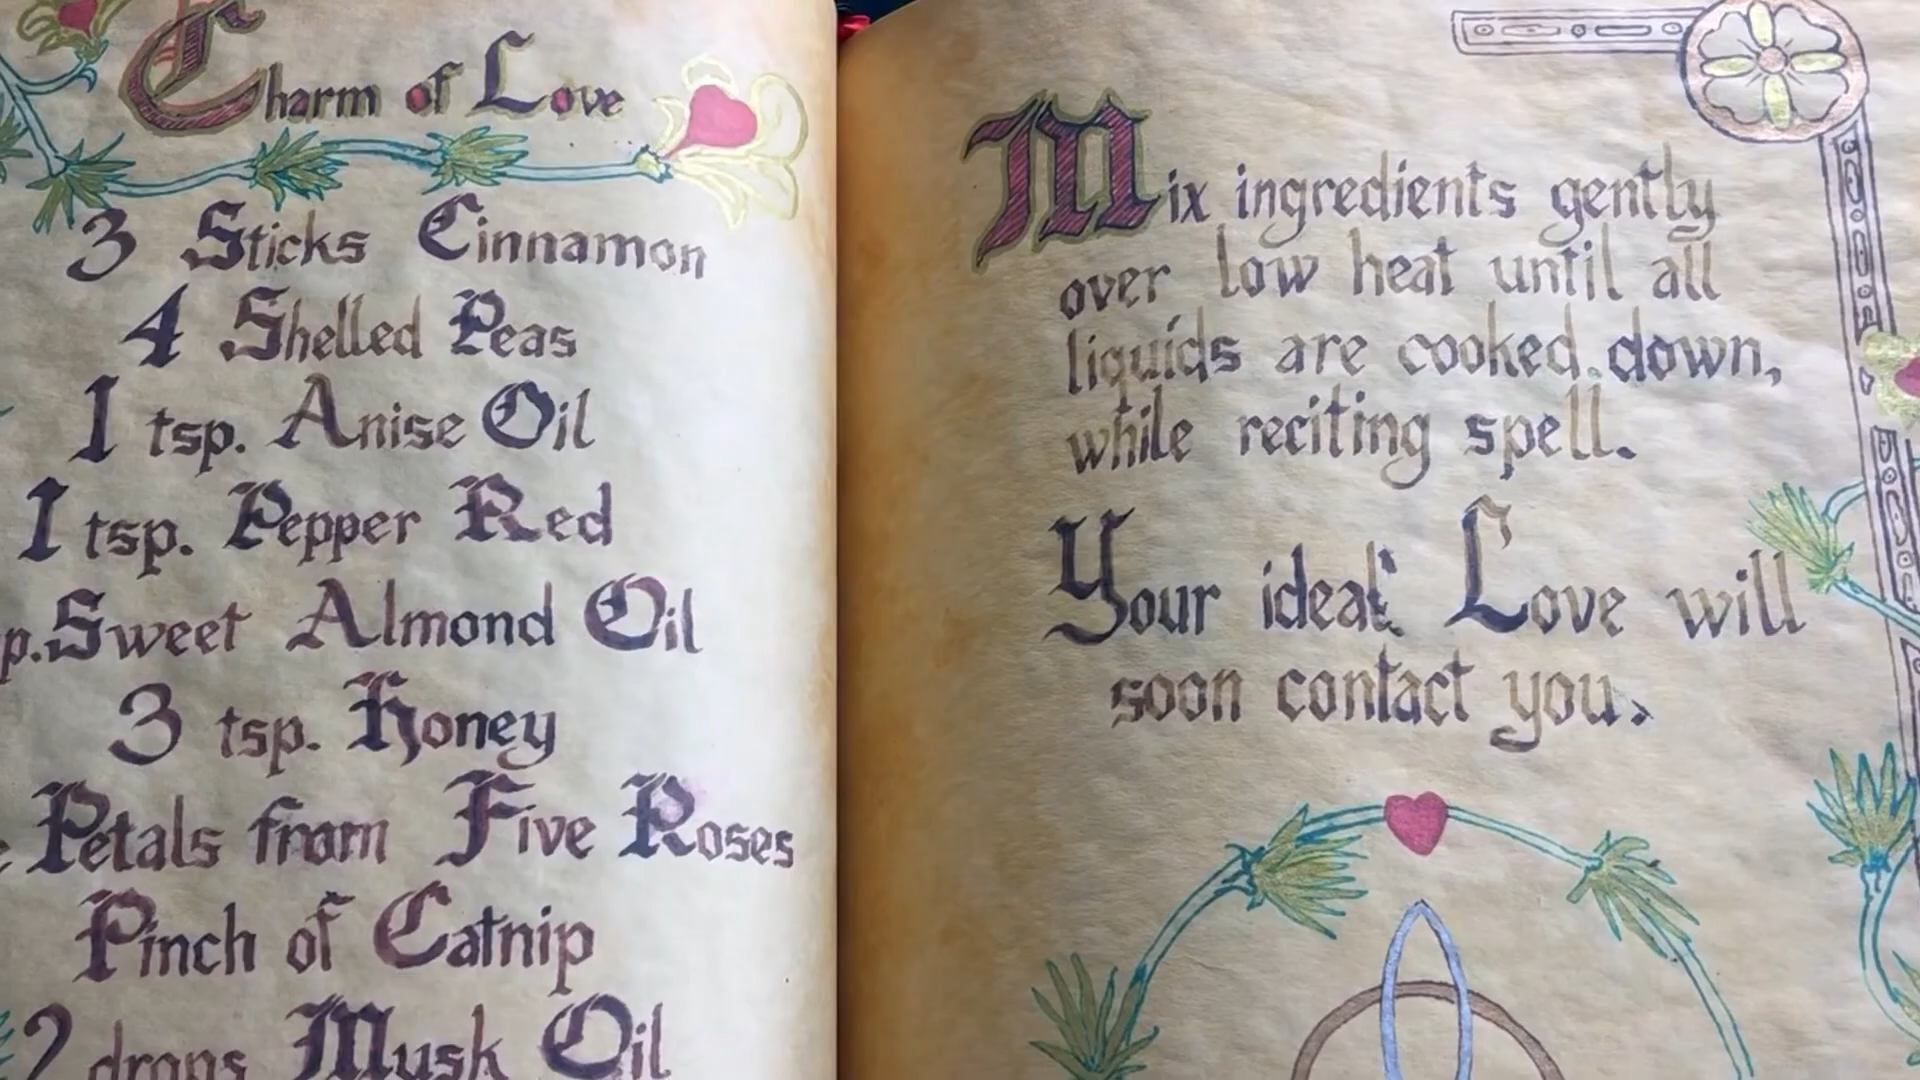 Charm of Love
3 Sticks Cinnamon
4 Shelled Peas
1 tsp. Anise Oil
1 tsp. Pepper Red
p. Sweet Almond Oil
3 tsp. Honey
Petals from Five Roses
Pinch of Catnip
2 drops Musk Oil
Mix ingredients gently
over low heat until all
liquids are cooked down,
while reciting spell.
Your ideal Love will
soon contact you.